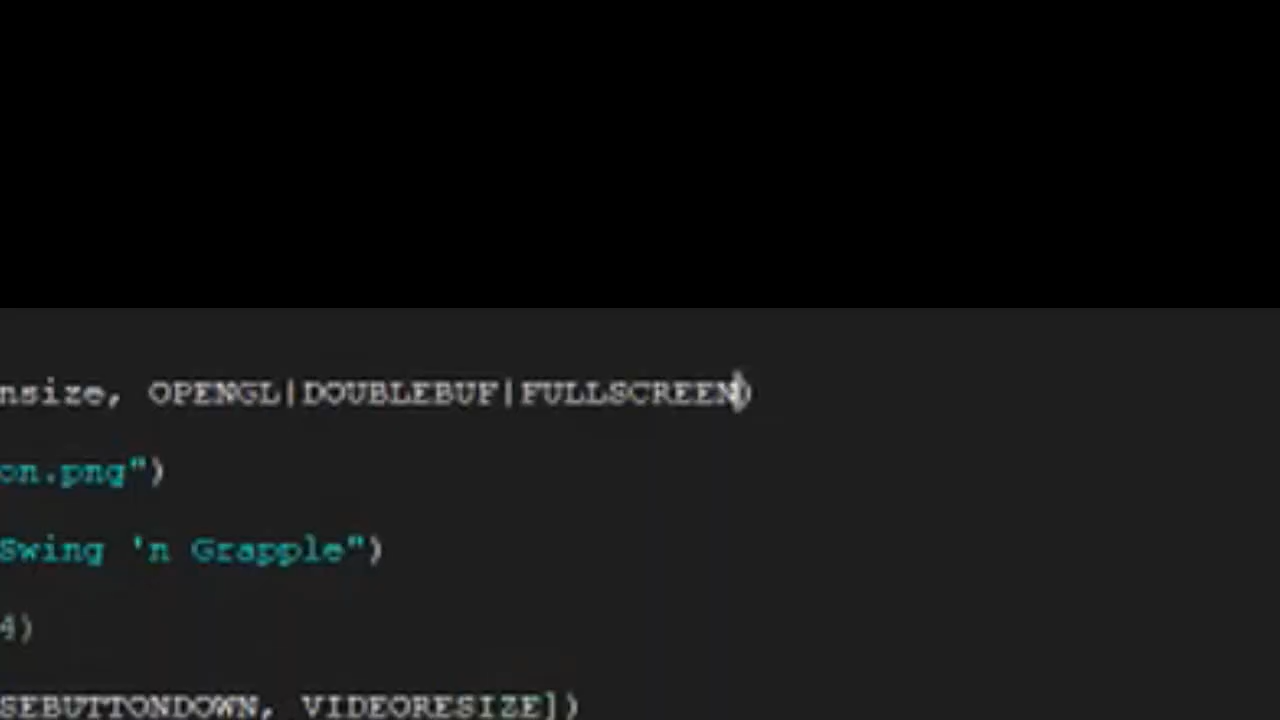 nsize, OPENGL|DOUBLEBUF|FULLSCREEN)
on.png")
Swing 'n Grapple")
4)
SEBUTTONDOWN, VIDEORESIZE])